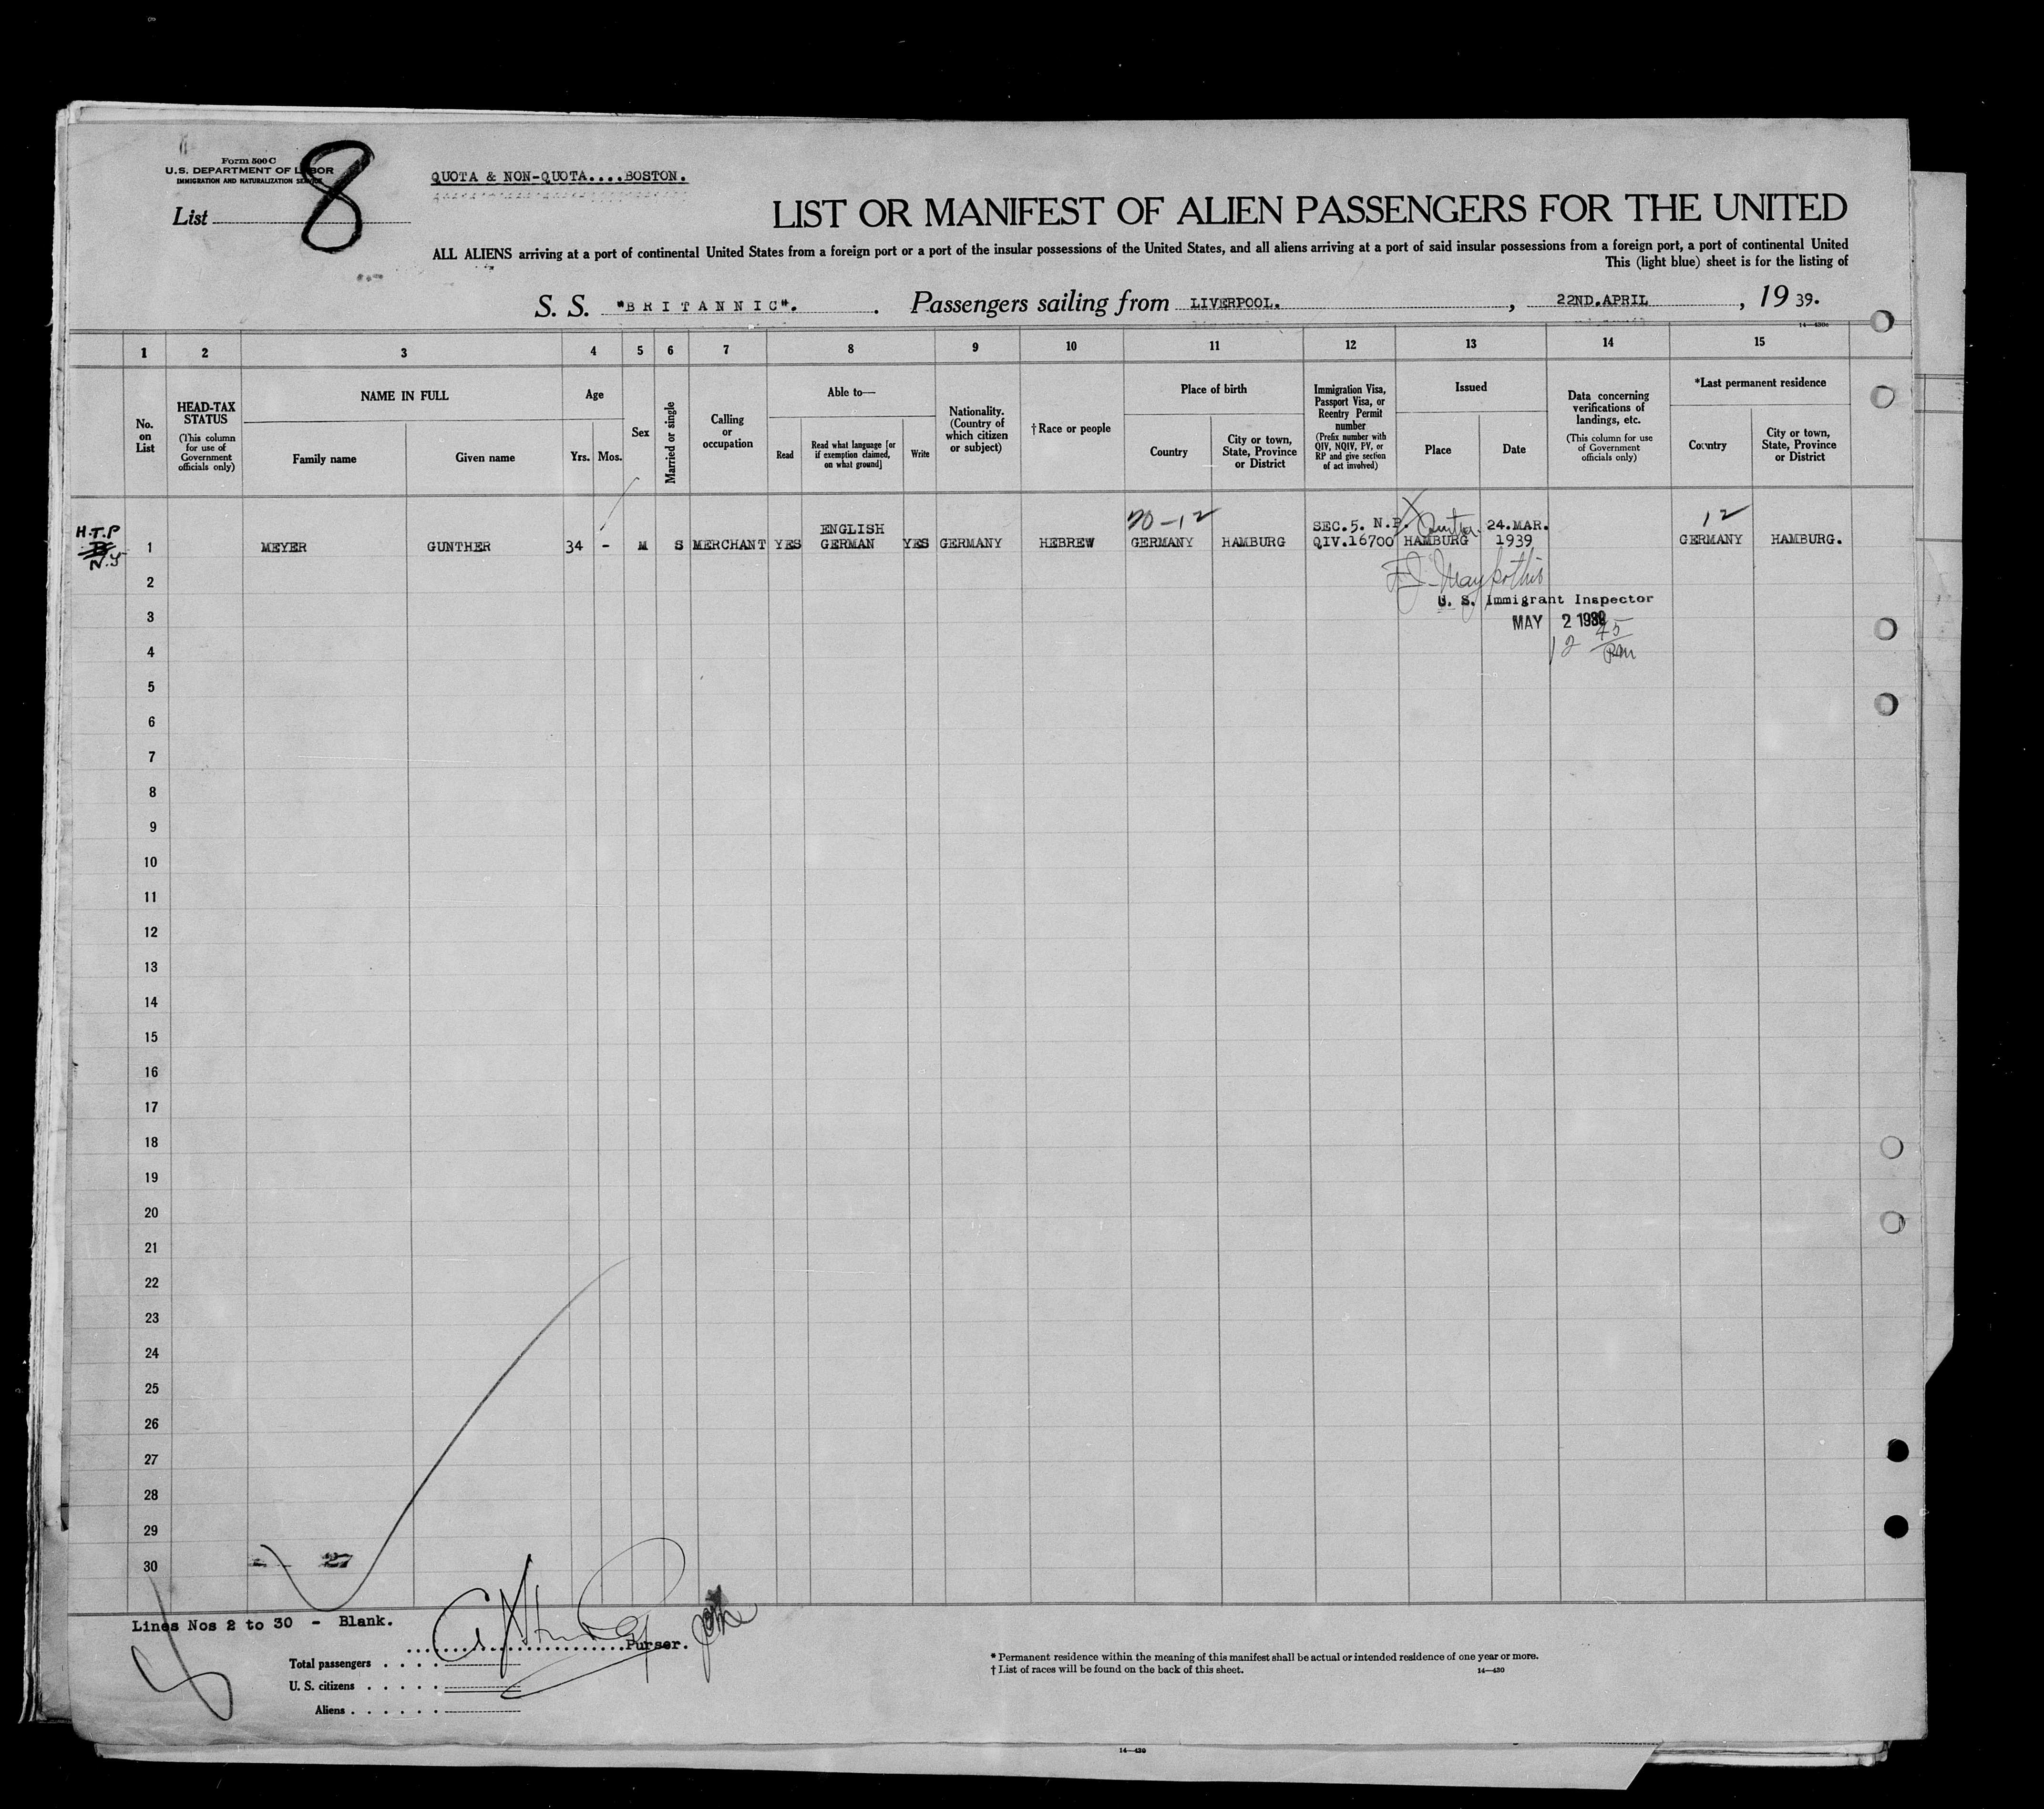 Form 500 C
U.S. DEPARTMENT OF LABOR
IMMIGRATION AND NATURALIZATION SERVICE
List 8
QUOTA & NON-QUOTA....BOSTON.
LIST OR MANIFEST OF ALIEN PASSENGERS FOR THE UNITED
ALL ALIENS arriving at a port of continental United States from a foreign port or a port of the insular possessions of the United States, and all aliens arriving at a port of said insular possessions from a foreign port, a port of continental United
This (light blue) sheet is for the listing of
S. S. "BRITANNIC". Passengers sailing from LIVERPOOL., 22ND.APRIL, 1939.
1 2 3 4 5 6 7 8 9 10 11 12 13 14 15
No. on List
HEAD-TAX STATUS
(This column for use of Government officials only)
NAME IN FULL
Family name
Given name
Age
Yrs.
Mos.
Sex
Married or single
Calling or occupation
Able to—
Read
Read what language [or if exemption claimed, on what ground]
Write
Nationality. (Country of which citizen or subject)
†Race or people
Place of birth
Country
City or town, State, Province or District
Immigration Visa, Passport Visa, or Reentry Permit number
(Prefix number with QIV, NQIV, PV, or RP and give section of act involved)
Issued
Place
Date
Data concerning verifications of landings, etc.
(This column for use of Government officials only)
*Last permanent residence
Country
City or town, State, Province or District
H.T.P
ENGLISH
SEC.5. N.P.
24.MAR.
12
1 MEYER GUNTHER 34 - M S MERCHANT YES GERMAN YES GERMANY HEBREW GERMANY HAMBURG QIV.16700 HAMBURG 1939 GERMANY HAMBURG.
2
U. S. Immigrant Inspector
3
MAY 2 1939
12 45
4
5
6
7
8
9
10
11
12
13
14
15
16
17
18
19
20
21
22
23
24
25
26
27
28
29
30
27
Lines Nos 2 to 30 - Blank.
Purser.
Total passengers
U. S. citizens
Aliens
* Permanent residence within the meaning of this manifest shall be actual or intended residence of one year or more.
† List of races will be found on the back of this sheet.
14—430
14—430